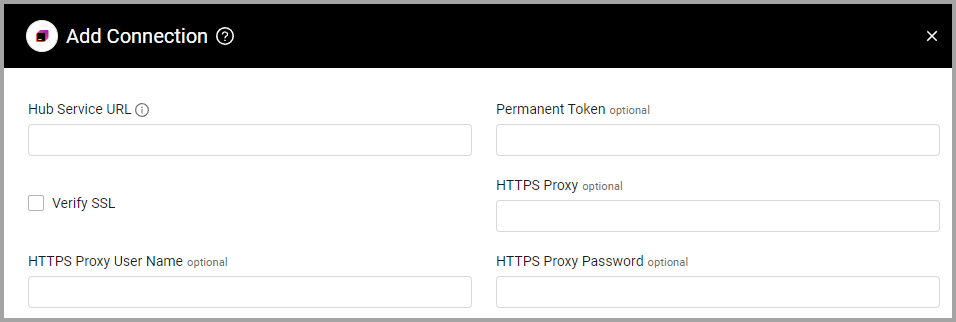 Add Connection
Hub Service URL
Permanent Token optional
Verify SSL
HTTPS Proxy optional
HTTPS Proxy User Name optional
HTTPS Proxy Password optional